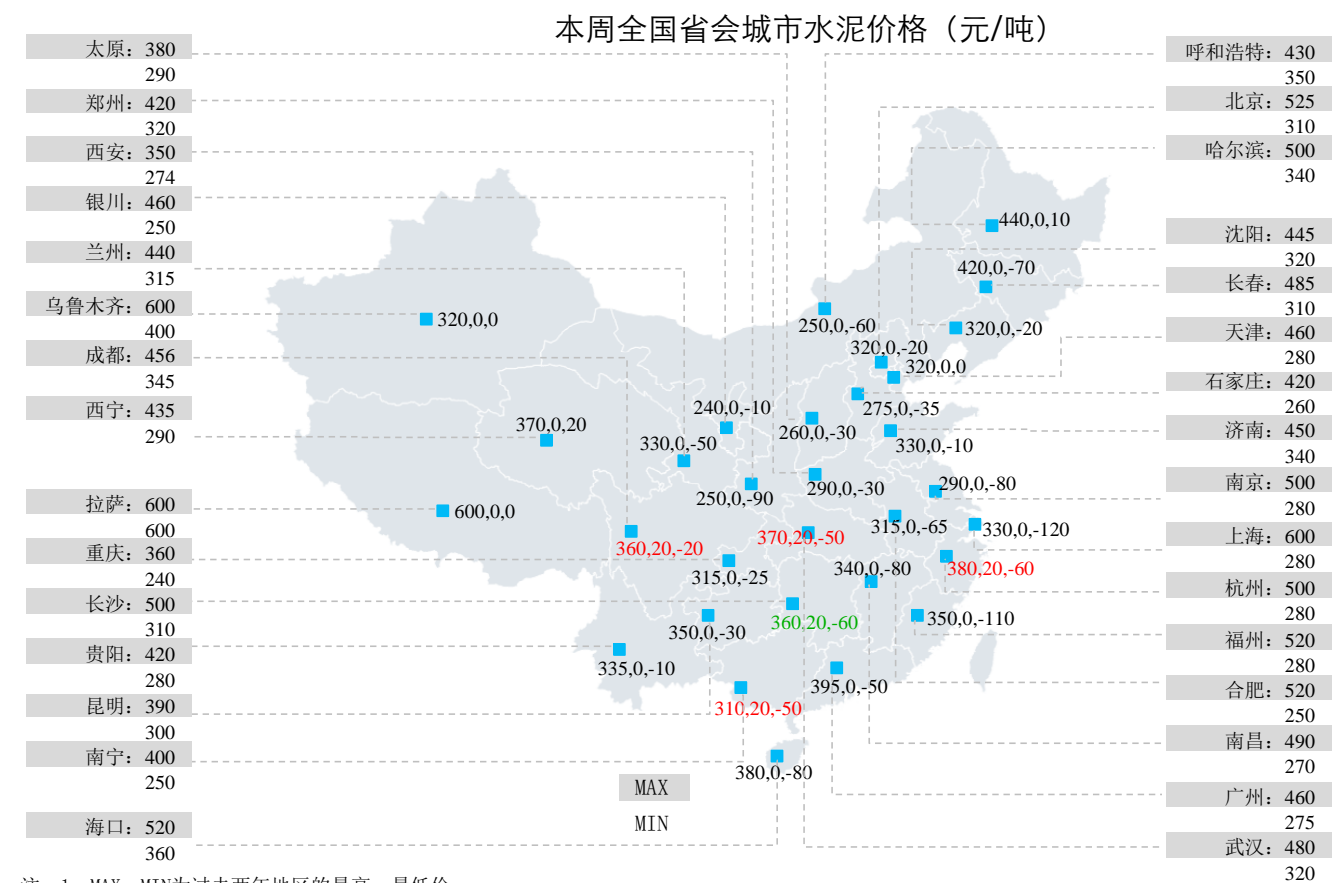 本周全国省会城市水泥价格（元/吨）
太原：380
290
郑州：420
320
西安：350
274
银川：460
250
兰州：440
315
乌鲁木齐：600
400
成都：456
345
西宁：435
290
拉萨：600
600
重庆：360
240
长沙：500
310
贵阳：420
280
昆明：390
300
南宁：400
250
海口：520
360
440,0,10
420,0,-70
320,0,0
250,0,-60
320,0,-20
320,0,-20
320,0,0
275,0,-35
240,0,-10
370,0,20
260,0,-30
330,0,-10
330,0,-50
250,0,-90
290,0,-30
290,0,-80
600,0,0
315,0,-65
330,0,-120
360,20,-20
370,20,-50
380,20,-60
315,0,-25
340,0,-80
360,20,-60
350,0,-110
350,0,-30
335,0,-10
395,0,-50
310,20,-50
380,0,-80
MAX
MIN
呼和浩特：430
350
北京：525
310
哈尔滨：500
340
沈阳：445
320
长春：485
310
天津：460
280
石家庄：420
260
济南：450
340
南京：500
280
上海：600
280
杭州：500
280
福州：520
280
合肥：520
250
南昌：490
270
广州：460
275
武汉：480
320